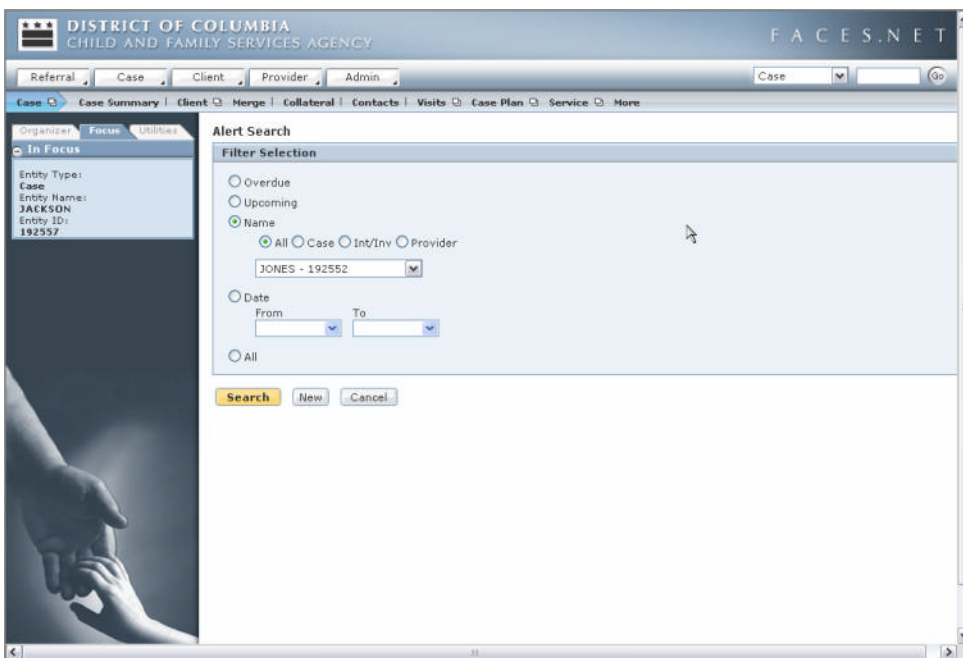 DISTRICT OF COLUMBIA
CHILD AND FAMILY SERVICES AGENCY
FACES.NET
Referral Case Client Provider Admin Case Go
Case Case Summary | Client Merge | Collateral | Contacts | Visits Case Plan Service More
Organizer Focus Utilities
In Focus
Entity Type:
Case
Entity Name:
JACKSON
Entity ID:
192557
Alert Search
Filter Selection
Overdue
Upcoming
Name
All Case Int/Inv Provider
JONES - 192552
Date
From To
All
Search New Cancel